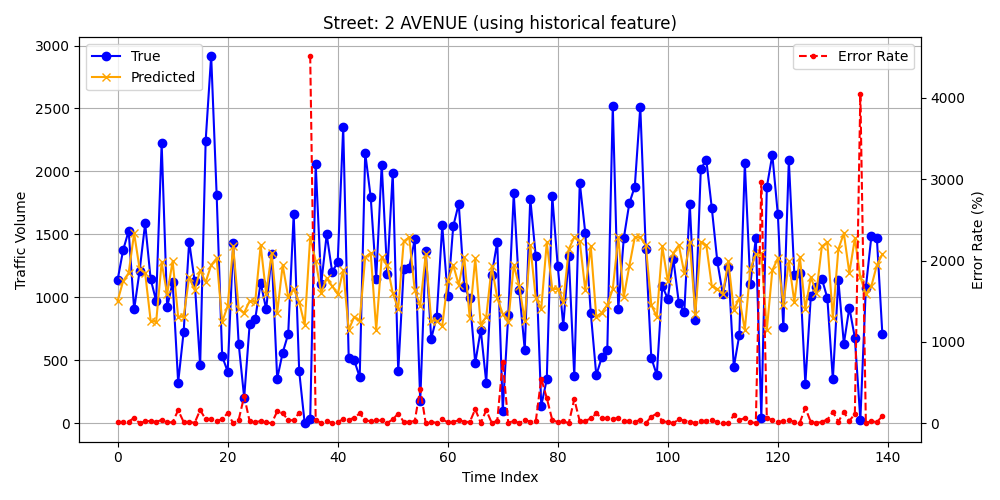 Street: 2 AVENUE (using historical feature)
True
Predicted
Error Rate
3000
2500
2000
1500
1000
500
0
Traffic Volume
4000
3000
2000
1000
0
Error Rate (%)
0 20 40 60 80 100 120 140
Time Index